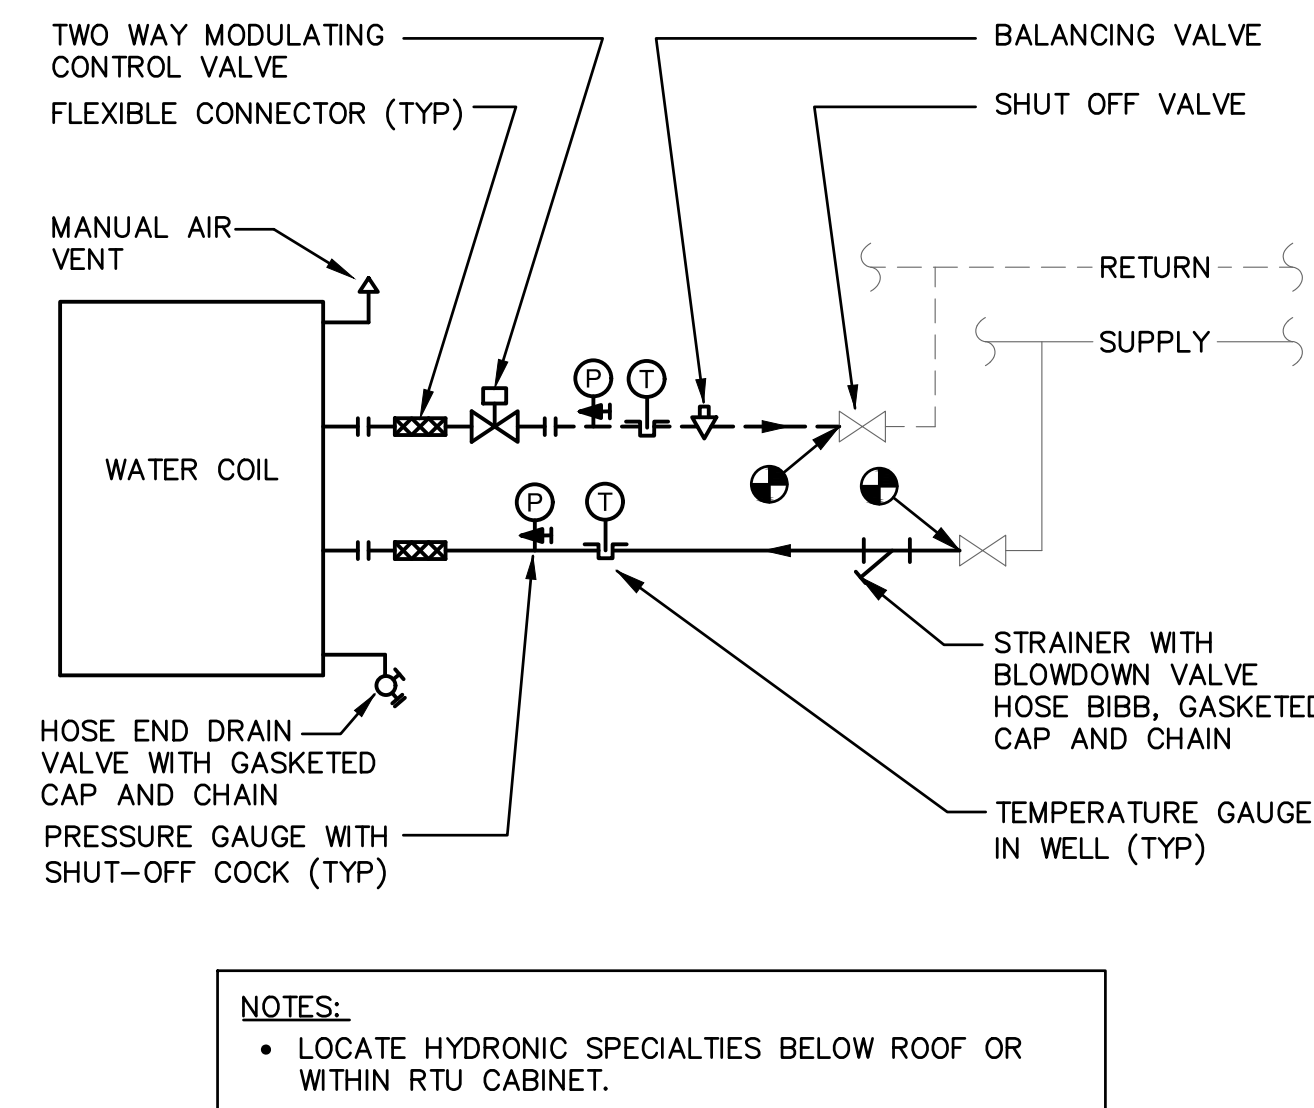 TWO WAY MODULATING
CONTROL VALVE
FLEXIBLE CONNECTOR (TYP)
BALANCING VALVE
SHUT OFF VALVE
MANUAL AIR
VENT
RETURN
SUPPLY
P
T
WATER COIL
P
T
STRAINER WITH
BLOWDOWN VALVE
HOSE BIBB, GASKETED
CAP AND CHAIN
HOSE END DRAIN
VALVE WITH GASKETED
CAP AND CHAIN
PRESSURE GAUGE WITH
SHUT-OFF COCK (TYP)
TEMPERATURE GAUGE
IN WELL (TYP)
NOTES:
• LOCATE HYDRONIC SPECIALTIES BELOW ROOF OR
WITHIN RTU CABINET.